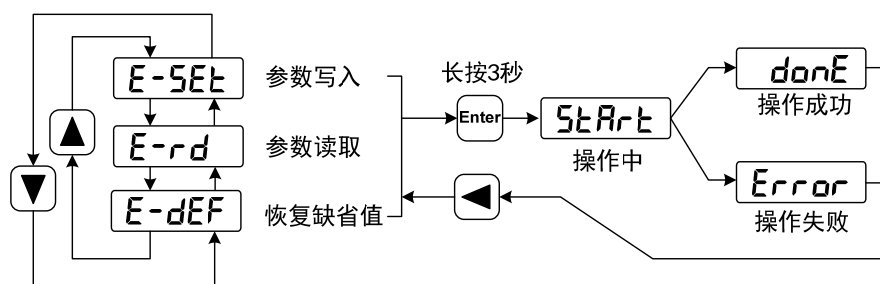 E-SEt
参数写入
E-rd
参数读取
E-dEF
恢复缺省值
长按3秒
Enter
StArt
操作中
donE
操作成功
Error
操作失败